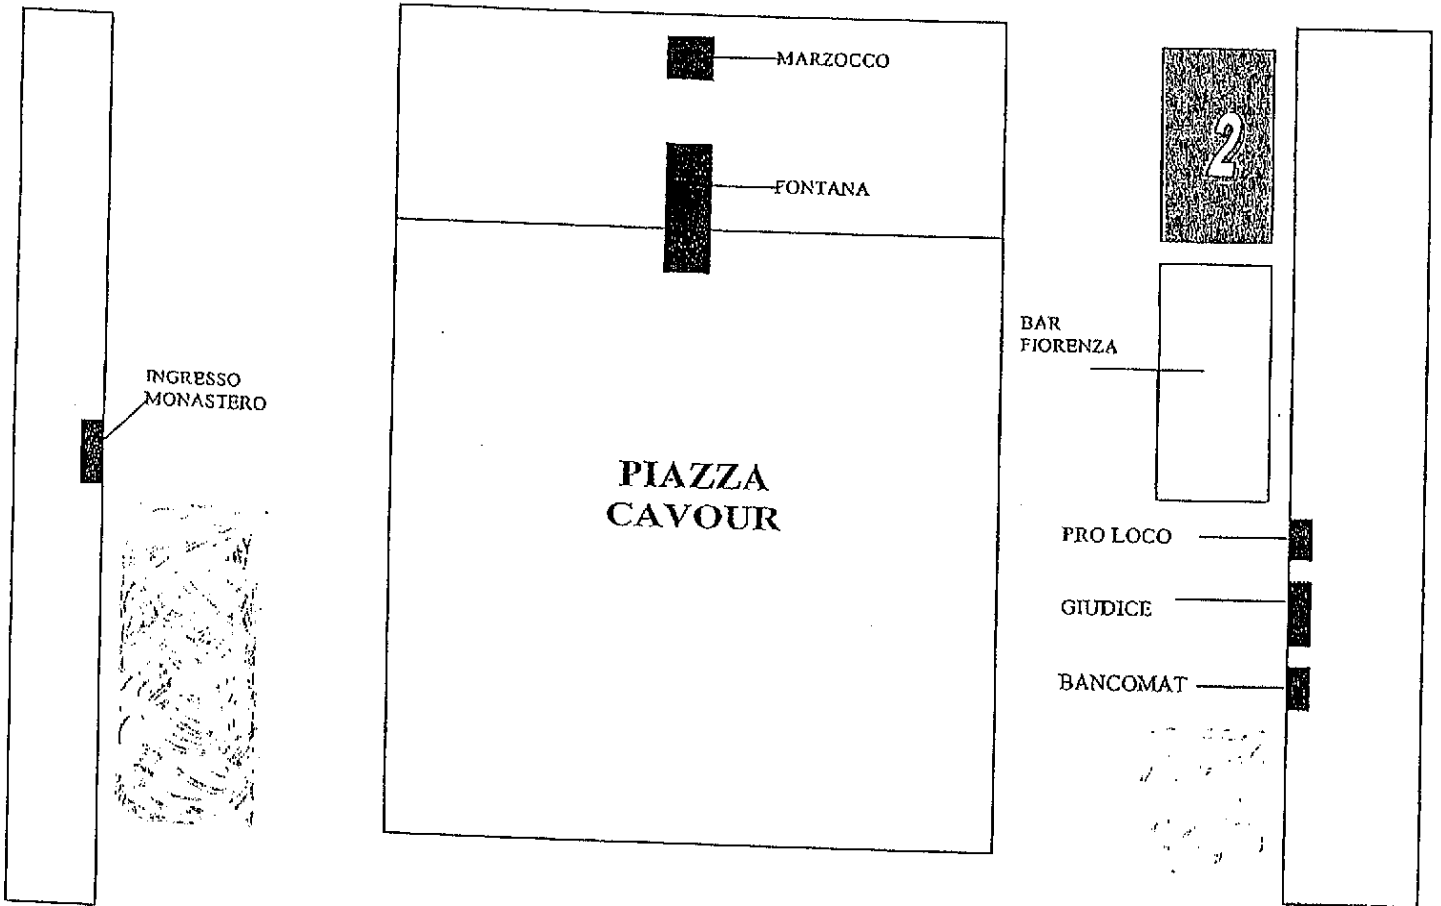 MARZOCCO
2
FONTANA
BAR
FIORENZA
INGRESSO
MONASTERO
PIAZZA
CAVOUR
PRO LOCO
GIUDICE
BANCOMAT